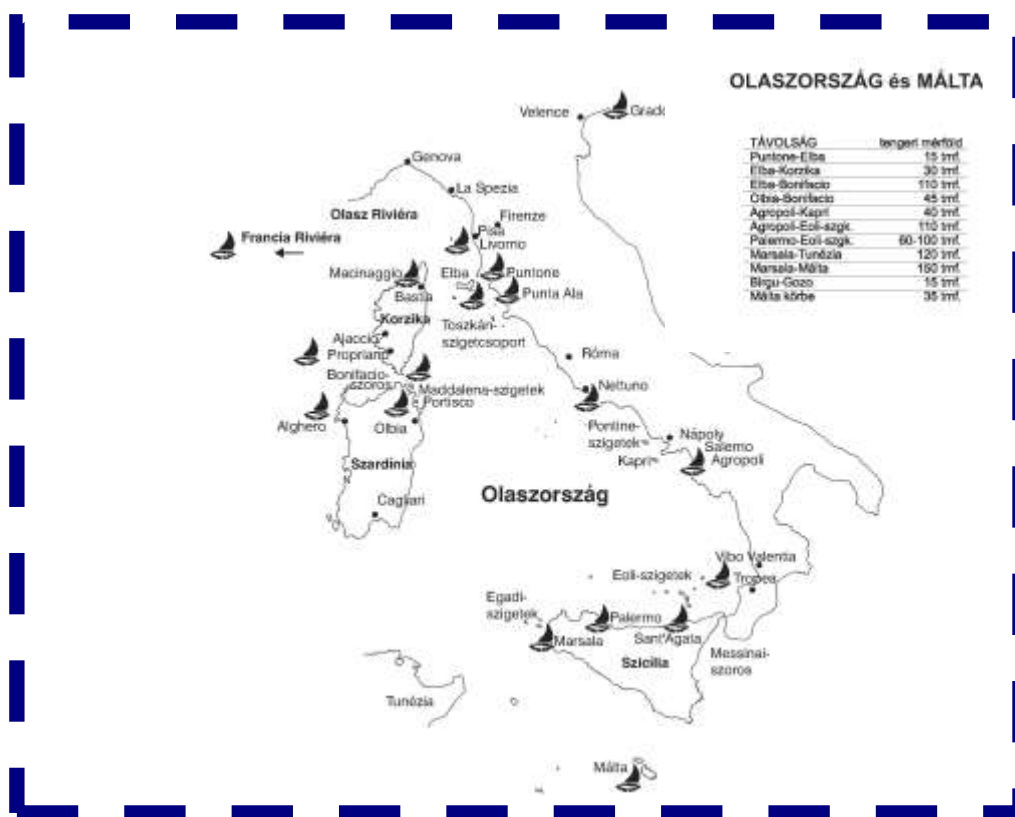 OLASZORSZÁG és MÁLTA
TÁVOLSÁG tengeri mérföld
Puntone-Elba 15 tmf.
Elba-Korzika 30 tmf.
Elba-Bonifacio 110 tmf.
Olbia-Bonifacio 45 tmf.
Agropoli-Kapri 40 tmf.
Agropoli-Eoli-szgk. 110 tmf.
Palermo-Eoli-szgk. 60-100 tmf.
Marsala-Tunézia 120 tmf.
Marsala-Málta 160 tmf.
Birgu-Gozo 15 tmf.
Málta körbe 35 tmf.
Velence
Grado
Genova
La Spezia
Olasz Riviéra
Firenze
Pisa
Livorno
Francia Riviéra
Macinaggio
Elba
Puntone
Bastia
Punta Ala
Korzika
Toszkán-
szigetcsoport
Ajaccio
Propriano
Róma
Bonifacio-
szoros
Maddalena-szigetek
Portisco
Nettuno
Alghero
Olbia
Pontine-
szigetek
Nápoly
Salerno
Kapri
Agropoli
Szardínia
Cagliari
Olaszország
Vibo Valentia
Eoli-szigetek
Tropea
Egadi-
szigetek
Palermo
Marsala
Sant'Agata
Messinai-
szoros
Szicília
Tunézia
Málta